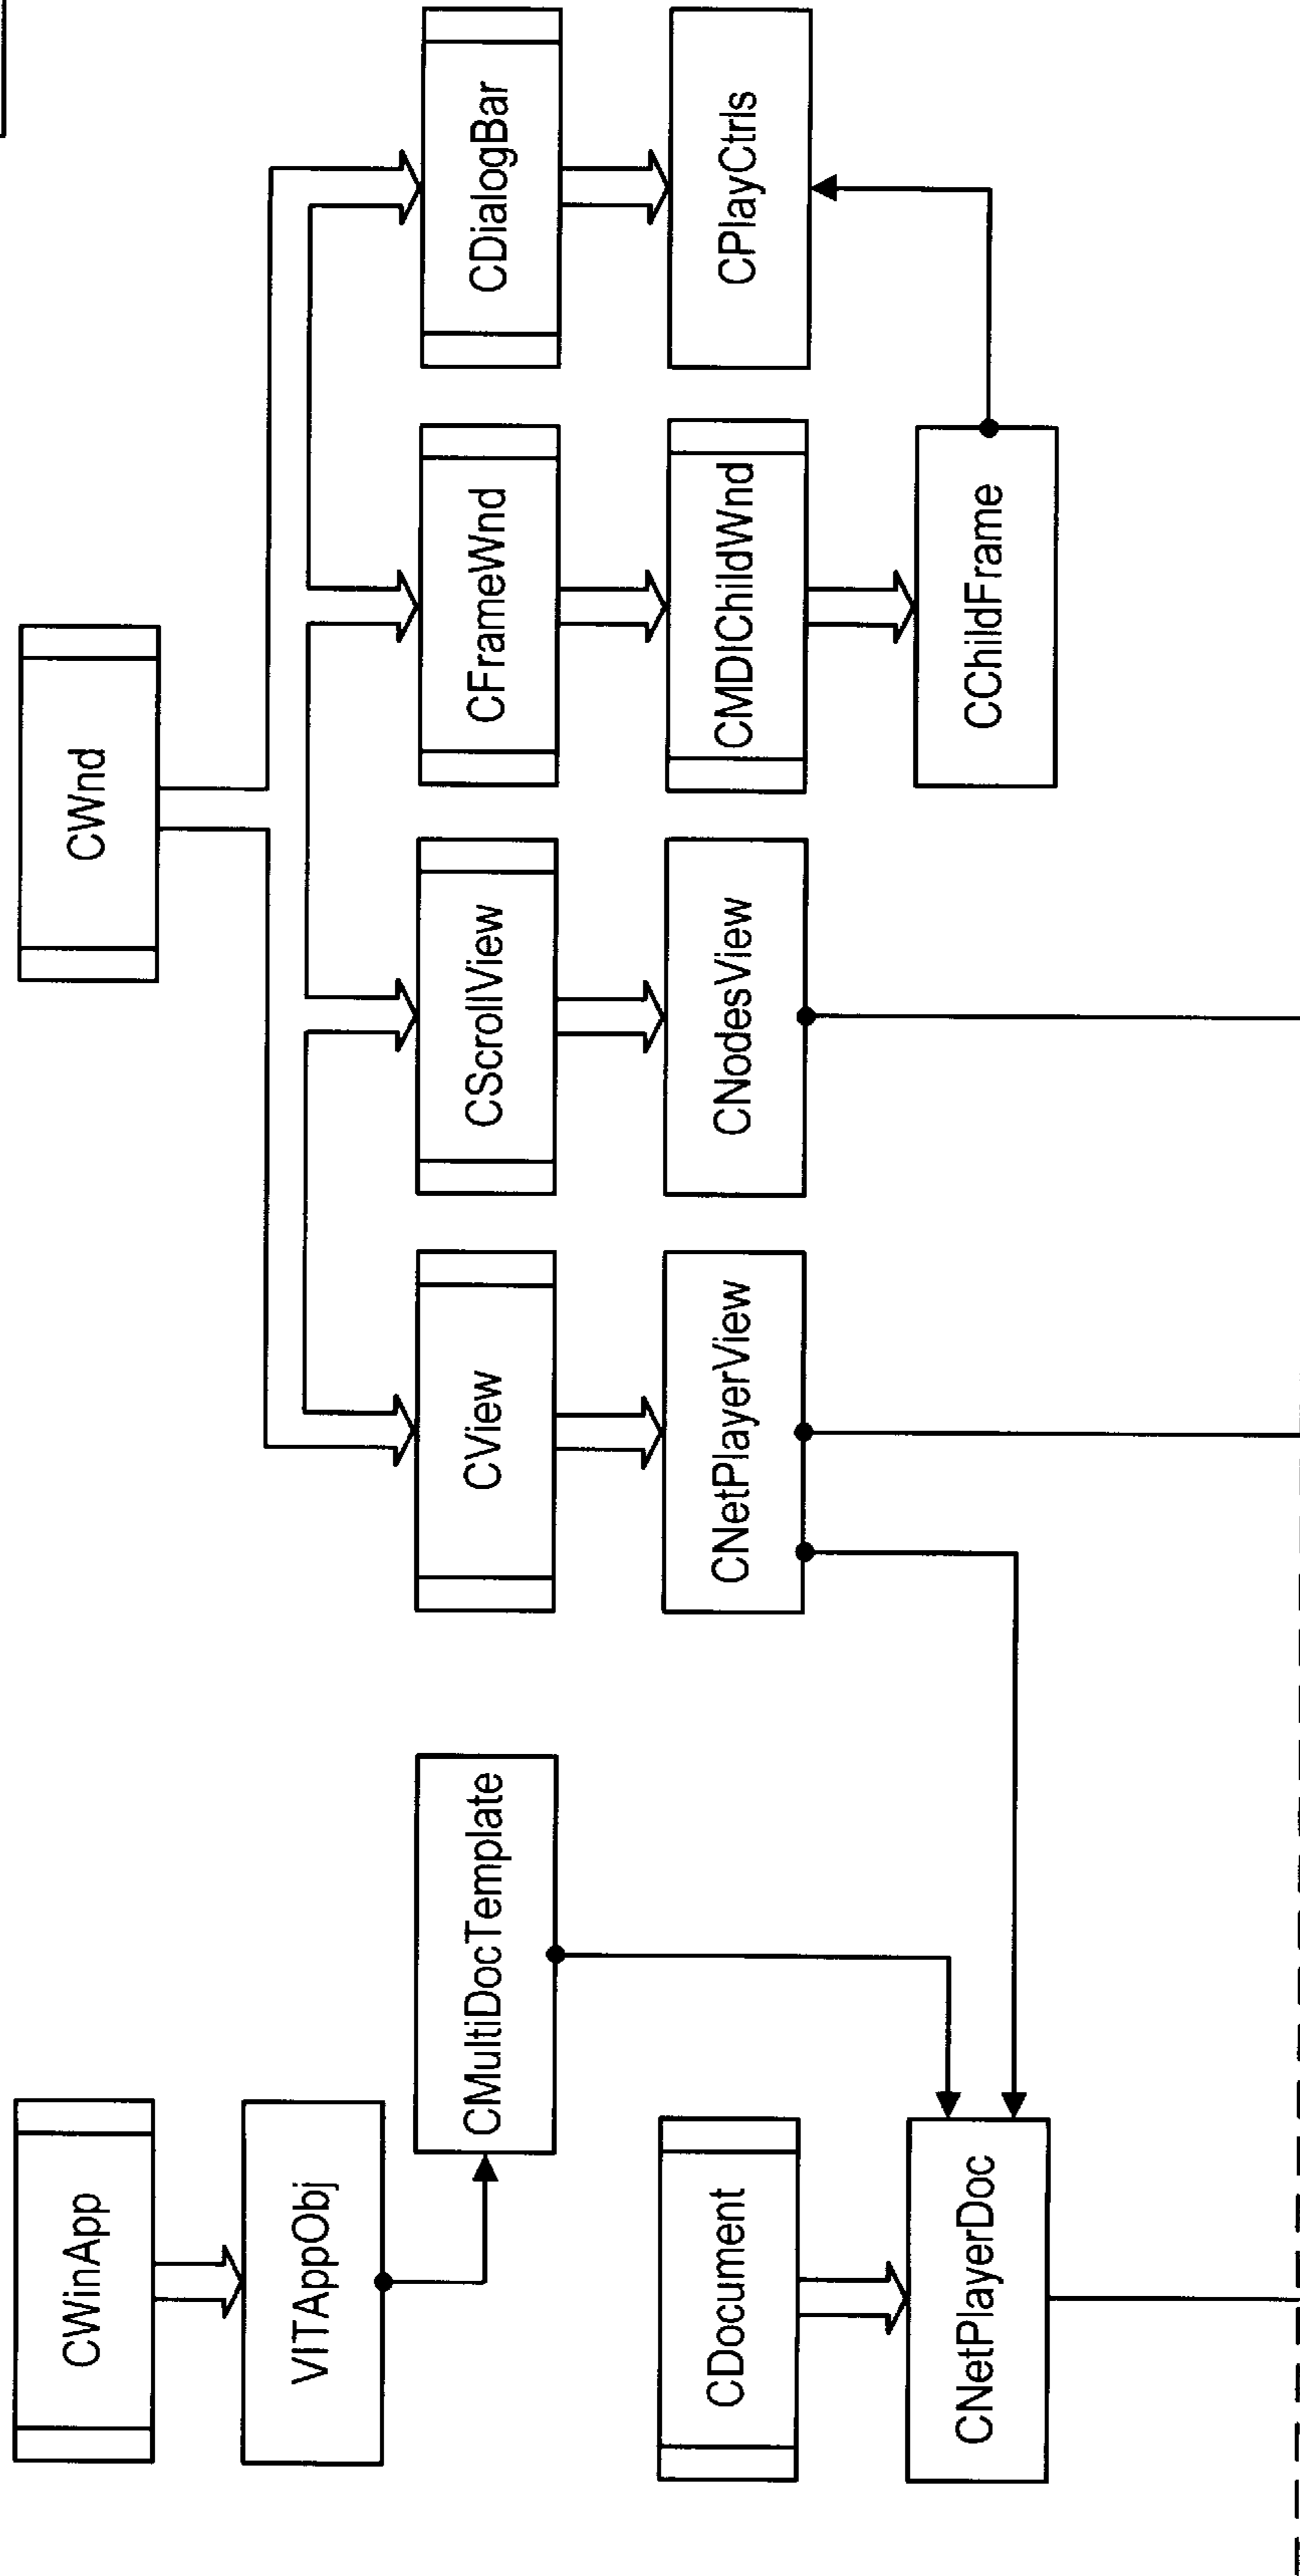 CWinApp
CWnd
VITAppObj
CMultiDocTemplate
CView
CScrollView
CFrameWnd
CDialogBar
CDocument
CNetPlayerView
CNodesView
CMDIChildWnd
CPlayCtrls
CNetPlayerDoc
CChildFrame